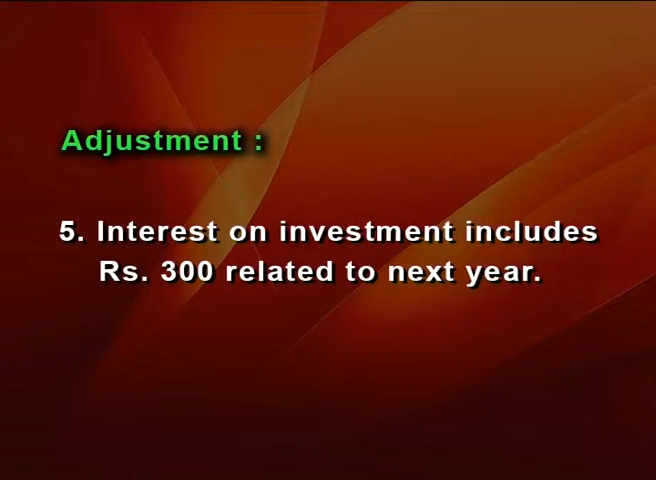 Adjustment :
5. Interest on investment includes
Rs. 300 related to next year.